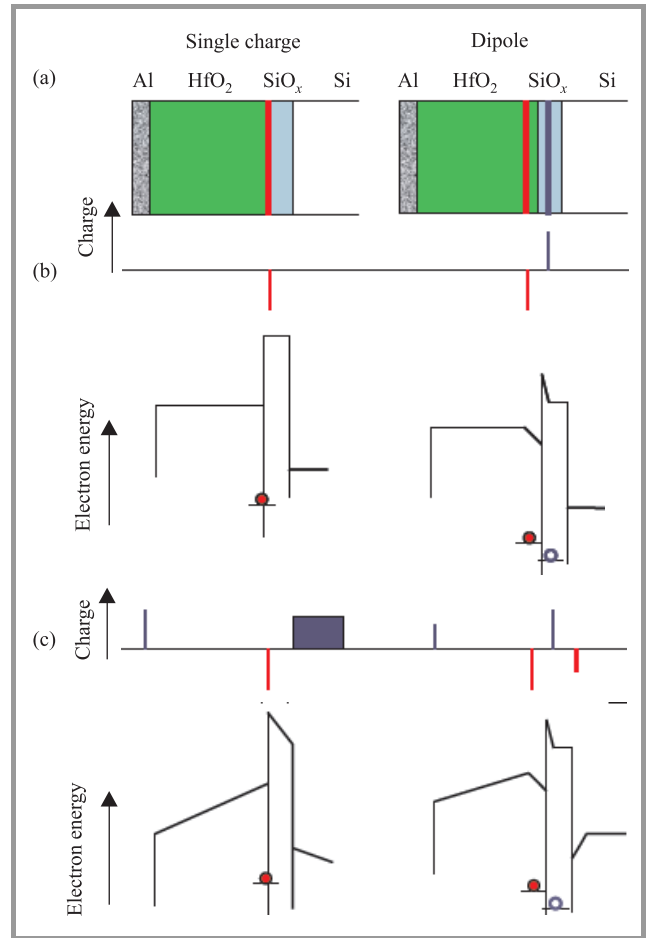 Single charge Dipole
(a) Al HfO₂ SiOₓ Si Al HfO₂ SiOₓ Si
Charge
(b)
Electron energy
Charge
(c)
Electron energy